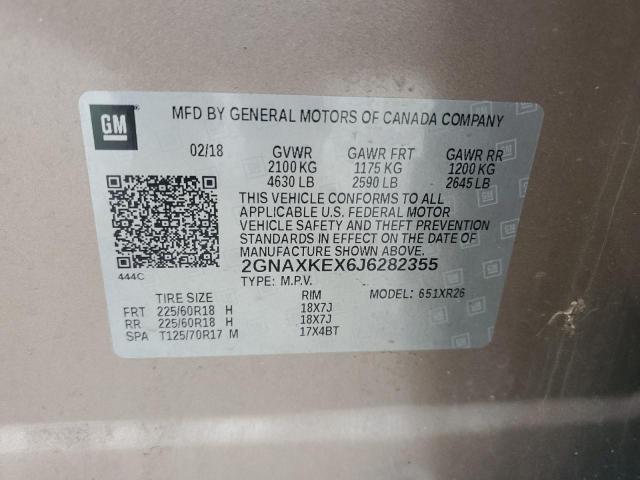 GM
MFD BY GENERAL MOTORS OF CANADA COMPANY
02/18 GVWR GAWR FRT GAWR RR
2100 KG 1175 KG 1200 KG
4630 LB 2590 LB 2645 LB
THIS VEHICLE CONFORMS TO ALL
APPLICABLE U.S. FEDERAL MOTOR
VEHICLE SAFETY AND THEFT PREVENTION
STANDARDS IN EFFECT ON THE DATE OF
MANUFACTURE SHOWN ABOVE.
2GNAXKEX6J6282355
444C
TYPE: M.P.V. MODEL: 651XR26
TIRE SIZE RIM
FRT 225/60R18 H 18X7J
RR 225/60R18 H 18X7J
SPA T125/70R17 M 17X4BT